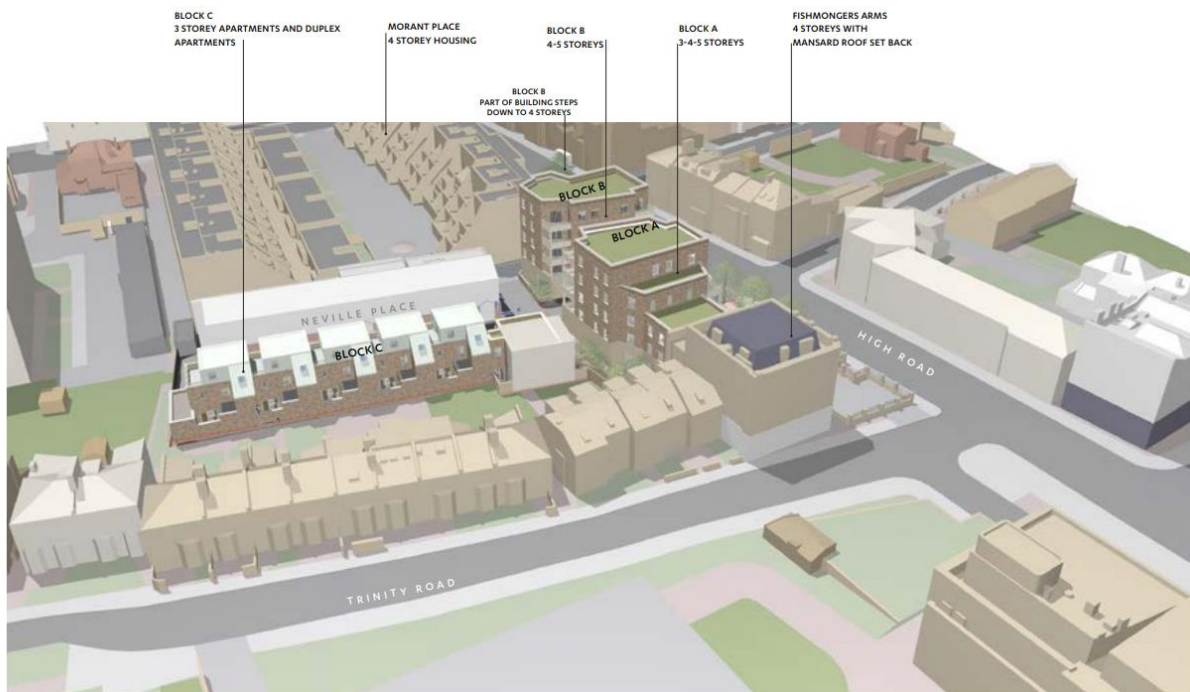 BLOCK C
3 STOREY APARTMENTS AND DUPLEX
APARTMENTS
MORANT PLACE
4 STOREY HOUSING
BLOCK B
4-5 STOREYS
BLOCK A
3-4-5 STOREYS
FISHMONGERS ARMS
4 STOREYS WITH
MANSARD ROOF SET BACK
BLOCK B
PART OF BUILDING STEPS
DOWN TO 4 STOREYS
BLOCK B
BLOCK A
NEVILLE PLACE
BLOCK C
HIGH ROAD
TRINITY ROAD